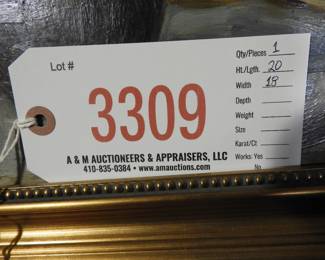 Lot #
3309
A & M AUCTIONEERS & APPRAISERS, LLC
410-835-0384 • www.amauctions.com
Qty/Pieces 1
Ht./Lgth. 20
Width 18
Depth
Weight
Size
Karat/Ct.
Works: Yes
No